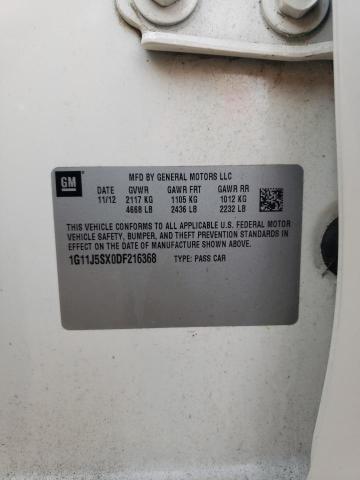 GM
MFD BY GENERAL MOTORS LLC
DATE GVWR GAWR FRT GAWR RR
11/12 2117 KG 1105 KG 1012 KG
4668 LB 2436 LB 2232 LB
THIS VEHICLE CONFORMS TO ALL APPLICABLE U.S. FEDERAL MOTOR
VEHICLE SAFETY, BUMPER, AND THEFT PREVENTION STANDARDS IN
EFFECT ON THE DATE OF MANUFACTURE SHOWN ABOVE.
1G11J5SX0DF216368 TYPE: PASS CAR